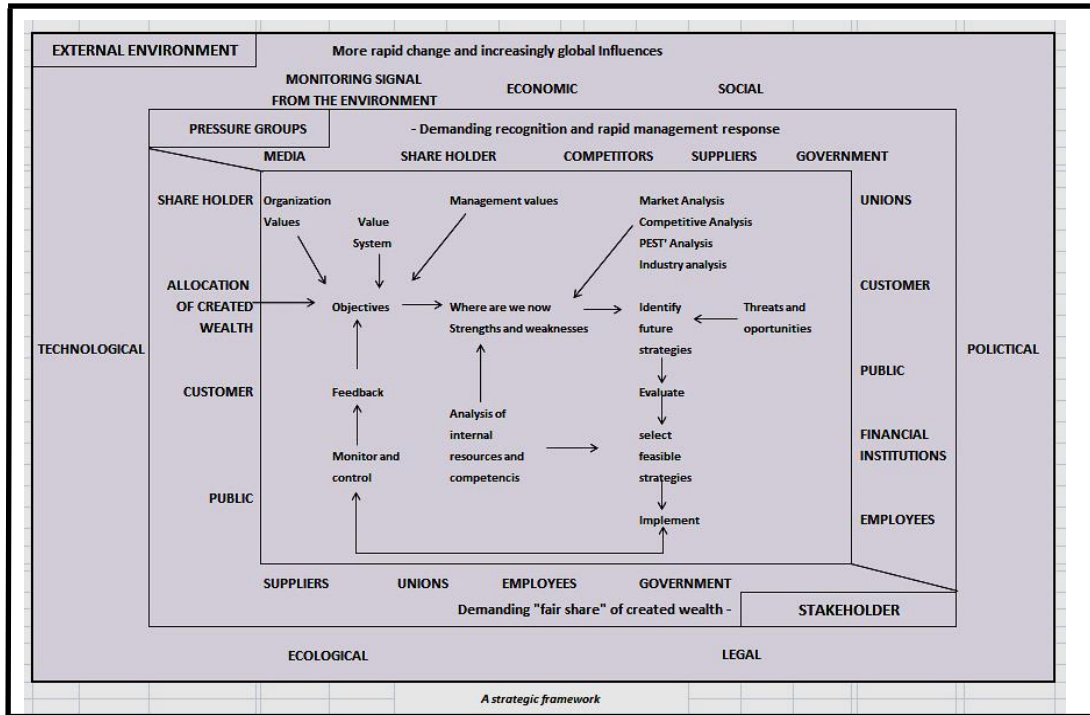 EXTERNAL ENVIRONMENT
More rapid change and increasingly global Influences
MONITORING SIGNAL
FROM THE ENVIRONMENT
ECONOMIC
SOCIAL
PRESSURE GROUPS
- Demanding recognition and rapid management response
MEDIA
SHARE HOLDER
COMPETITORS
SUPPLIERS
GOVERNMENT
SHARE HOLDER
Organization
Values
Value
System
Management values
Market Analysis
Competitive Analysis
PEST' Analysis
Industry analysis
UNIONS
ALLOCATION
OF CREATED
WEALTH
Objectives
Where are we now
Strengths and weaknesses
Identify
future
strategies
Threats and
oportunities
CUSTOMER
TECHNOLOGICAL
POLICTICAL
CUSTOMER
Feedback
Evaluate
PUBLIC
Analysis of
internal
resources and
competencis
Monitor and
control
select
feasible
strategies
FINANCIAL
INSTITUTIONS
PUBLIC
Implement
EMPLOYEES
SUPPLIERS
UNIONS
EMPLOYEES
GOVERNMENT
Demanding "fair share" of created wealth -
STAKEHOLDER
ECOLOGICAL
LEGAL
A strategic framework